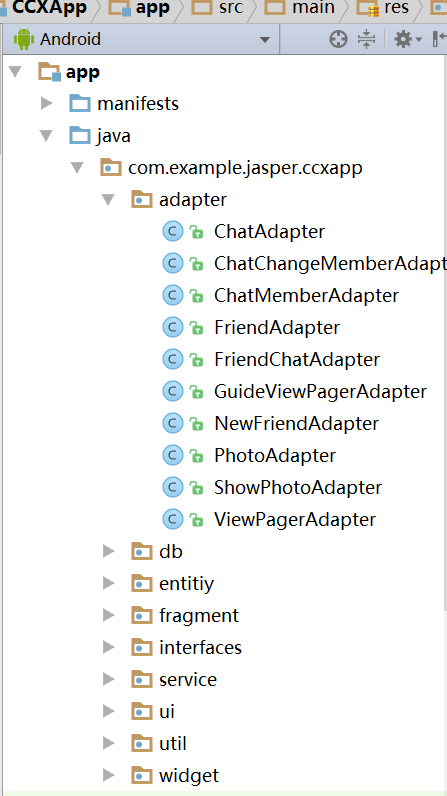 CCXApp app src main res
Android
app
manifests
java
com.example.jasper.ccxapp
adapter
C ChatAdapter
C ChatChangeMemberAdapt
C ChatMemberAdapter
C FriendAdapter
C FriendChatAdapter
C GuideViewPagerAdapter
C NewFriendAdapter
C PhotoAdapter
C ShowPhotoAdapter
C ViewPagerAdapter
db
entitiy
fragment
interfaces
service
ui
util
widget